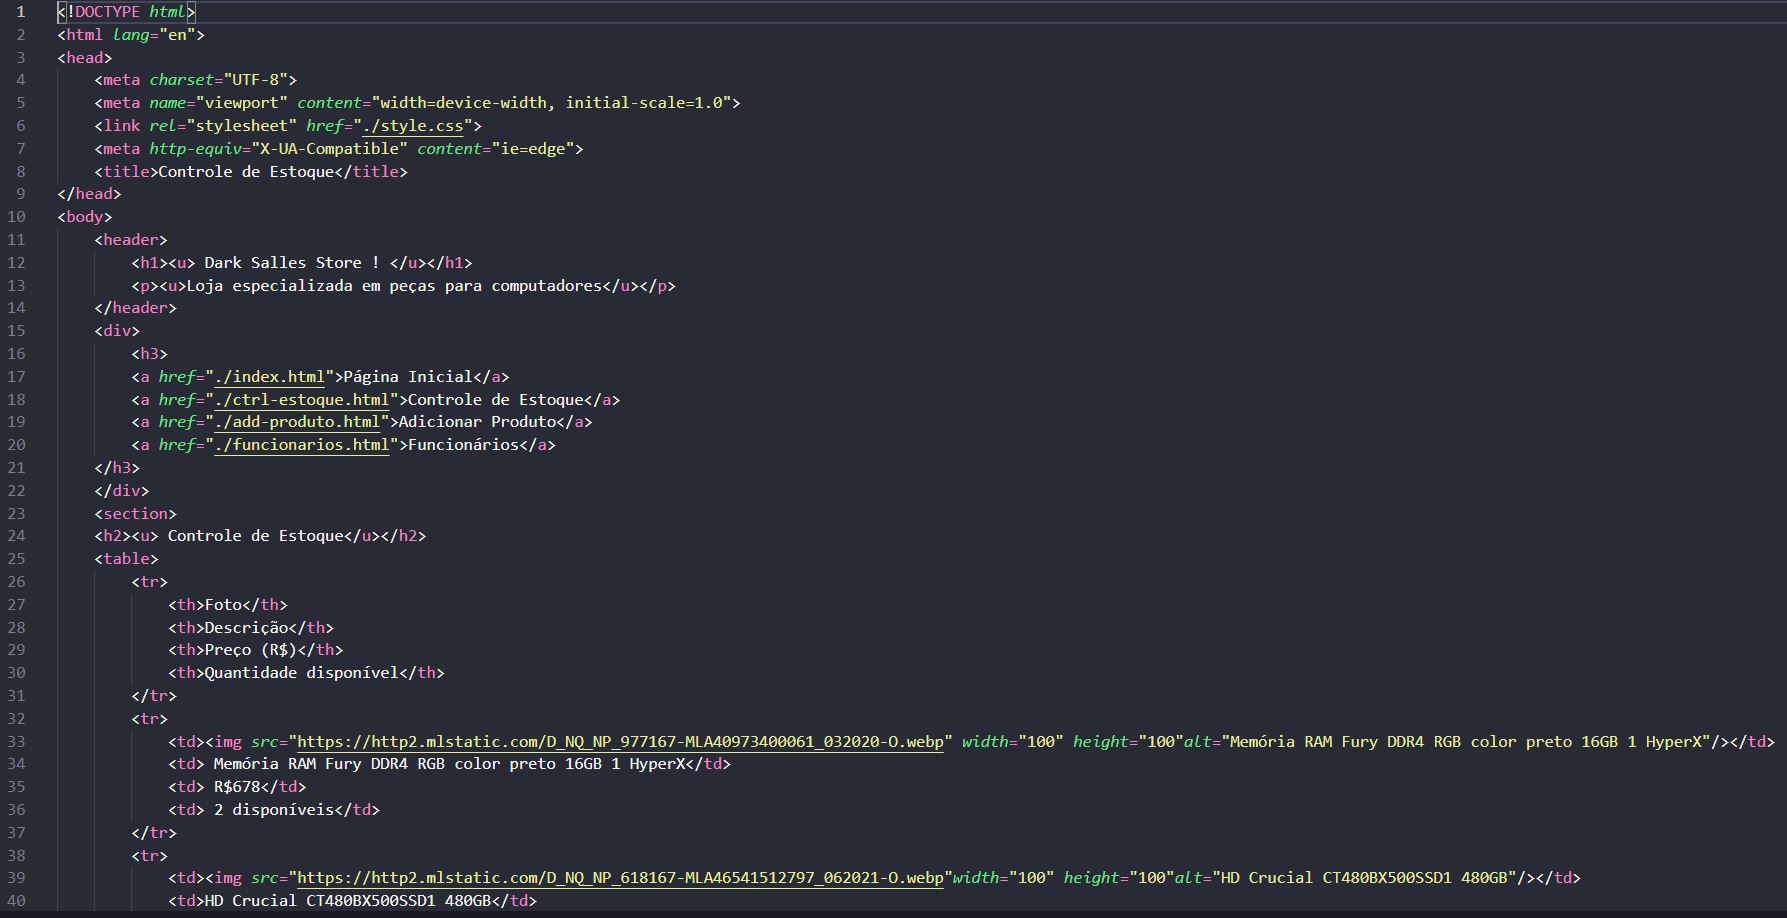 1 <!DOCTYPE html>
2 <html lang="en">
3 <head>
4     <meta charset="UTF-8">
5     <meta name="viewport" content="width=device-width, initial-scale=1.0">
6     <link rel="stylesheet" href="./style.css">
7     <meta http-equiv="X-UA-Compatible" content="ie=edge">
8     <title>Controle de Estoque</title>
9 </head>
10 <body>
11     <header>
12         <h1><u> Dark Salles Store ! </u></h1>
13         <p><u>Loja especializada em peças para computadores</u></p>
14     </header>
15     <div>
16         <h3>
17         <a href="./index.html">Página Inicial</a>
18         <a href="./ctrl-estoque.html">Controle de Estoque</a>
19         <a href="./add-produto.html">Adicionar Produto</a>
20         <a href="./funcionarios.html">Funcionários</a>
21     </h3>
22     </div>
23     <section>
24     <h2><u> Controle de Estoque</u></h2>
25     <table>
26         <tr>
27             <th>Foto</th>
28             <th>Descrição</th>
29             <th>Preço (R$)</th>
30             <th>Quantidade disponível</th>
31         </tr>
32         <tr>
33             <td><img src="https://http2.mlstatic.com/D_NQ_NP_977167-MLA40973400061_032020-O.webp" width="100" height="100"alt="Memória RAM Fury DDR4 RGB color preto 16GB 1 HyperX"/></td>
34             <td> Memória RAM Fury DDR4 RGB color preto 16GB 1 HyperX</td>
35             <td> R$678</td>
36             <td> 2 disponíveis</td>
37         </tr>
38         <tr>
39             <td><img src="https://http2.mlstatic.com/D_NQ_NP_618167-MLA46541512797_062021-O.webp"width="100" height="100"alt="HD Crucial CT480BX500SSD1 480GB"/></td>
40             <td>HD Crucial CT480BX500SSD1 480GB</td>